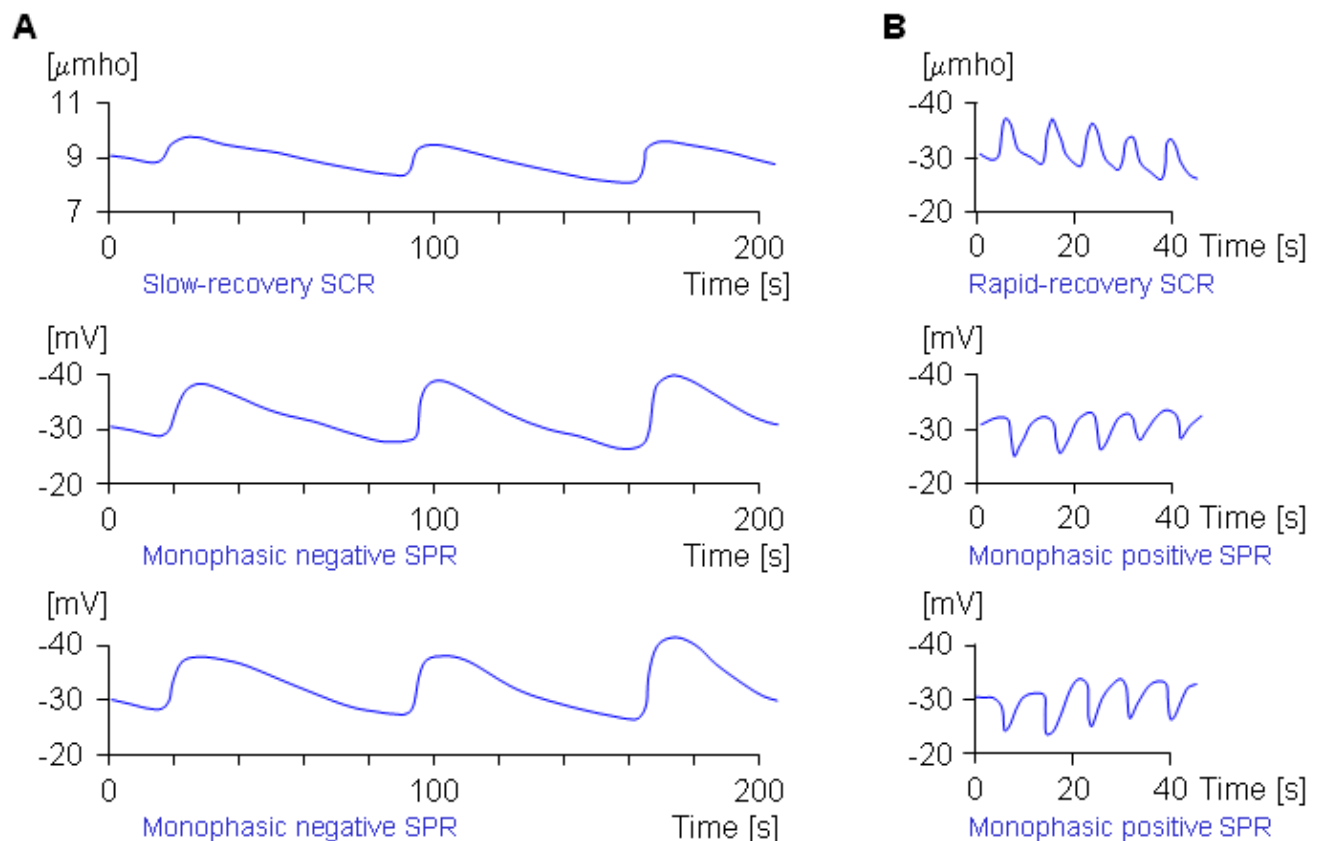 A
[μmho]
11
9
7
0 100 200
Slow-recovery SCR Time [s]
[mV]
-40
-30
-20
0 100 200
Monophasic negative SPR Time [s]
[mV]
-40
-30
-20
0 100 200
Monophasic negative SPR Time [s]
B
[μmho]
-40
-30
-20
0 20 40 Time [s]
Rapid-recovery SCR
[mV]
-40
-30
-20
0 20 40 Time [s]
Monophasic positive SPR
[mV]
-40
-30
-20
0 20 40 Time [s]
Monophasic positive SPR